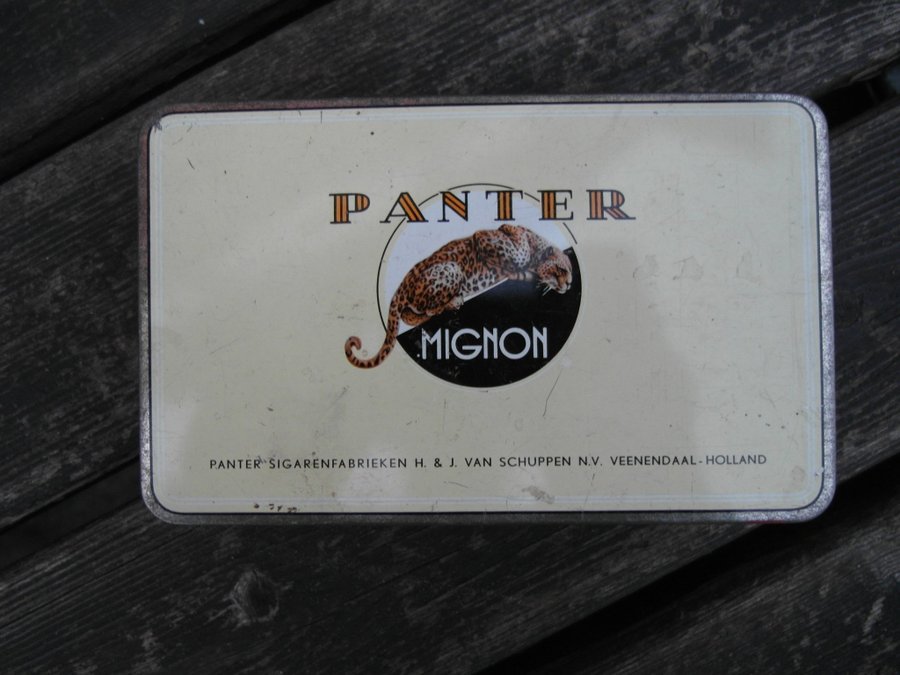 PANTER
MIGNON
PANTER SIGARENFABRIEKEN H. & J. VAN SCHUPPEN N.V. VEENENDAAL-HOLLAND